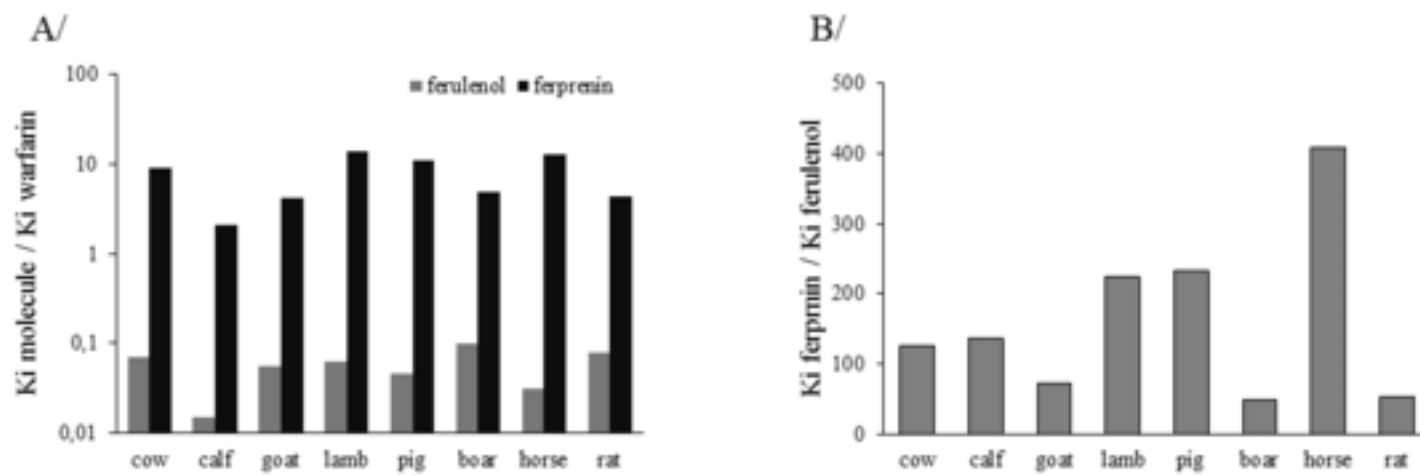 A/
100
10
1
0,1
0,01
Ki molecule / Ki warfarin
ferulenol ferprenin
cow calf goat lamb pig boar horse rat
B/
500
400
300
200
100
0
Ki ferprnin / Ki ferulenol
cow calf goat lamb pig boar horse rat